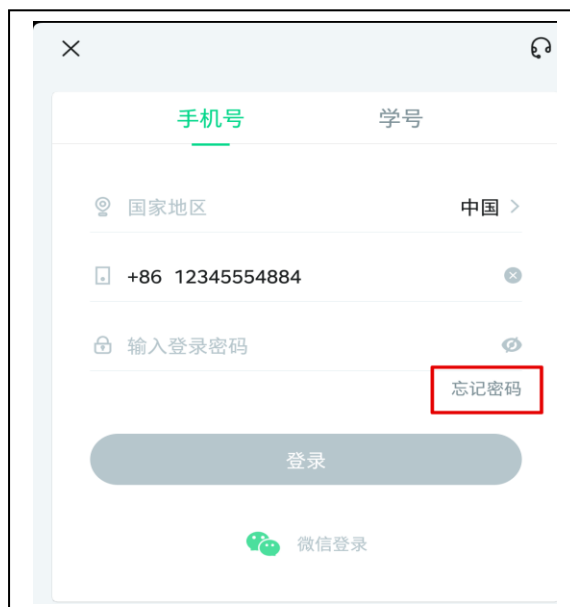 手机号 学号
国家地区 中国
+86 12345554884
输入登录密码
忘记密码
登录
微信登录